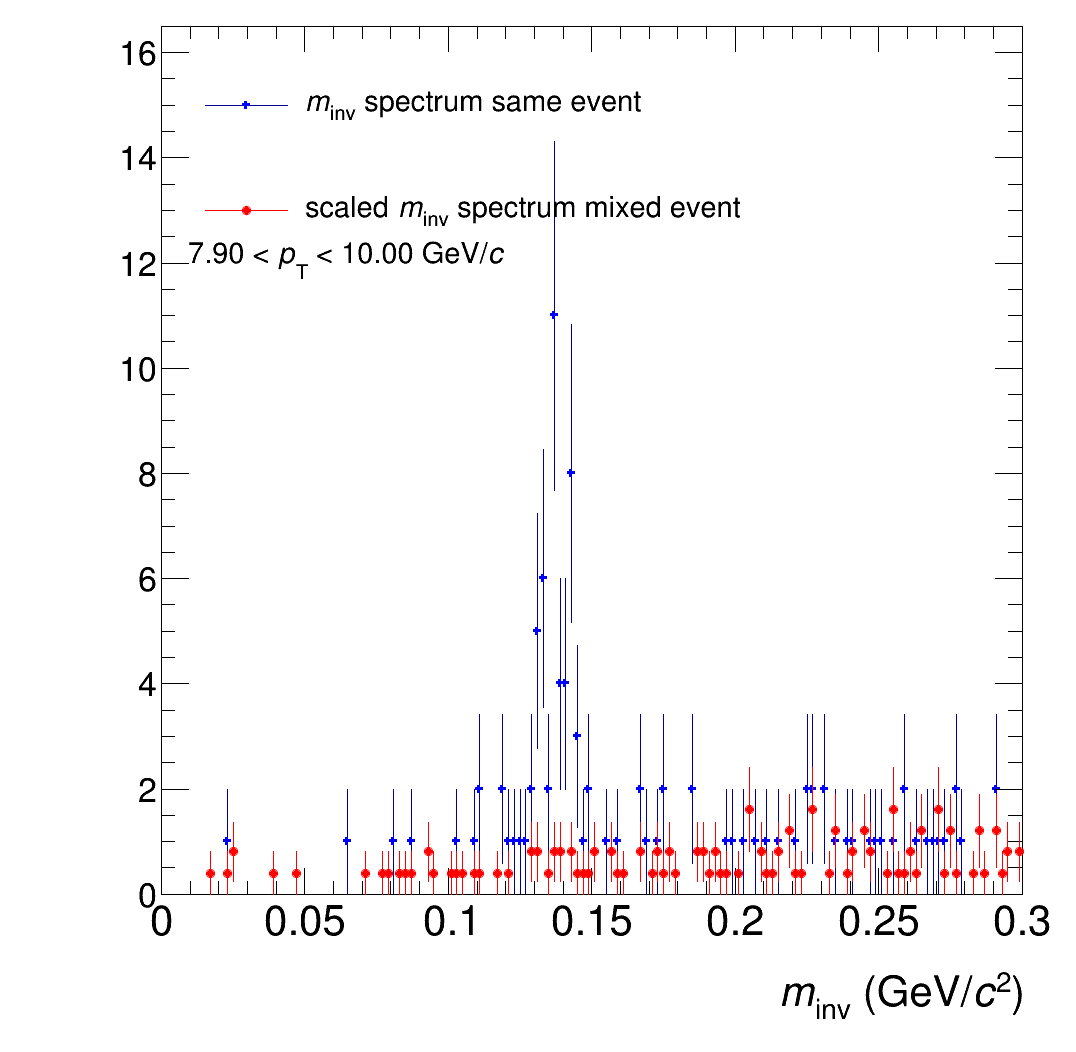 16
m_inv spectrum same event
14
scaled m_inv spectrum mixed event
7.90 < p_T < 10.00 GeV/c
12
10
8
6
4
2
0
0 0.05 0.1 0.15 0.2 0.25 0.3
m_inv (GeV/c²)